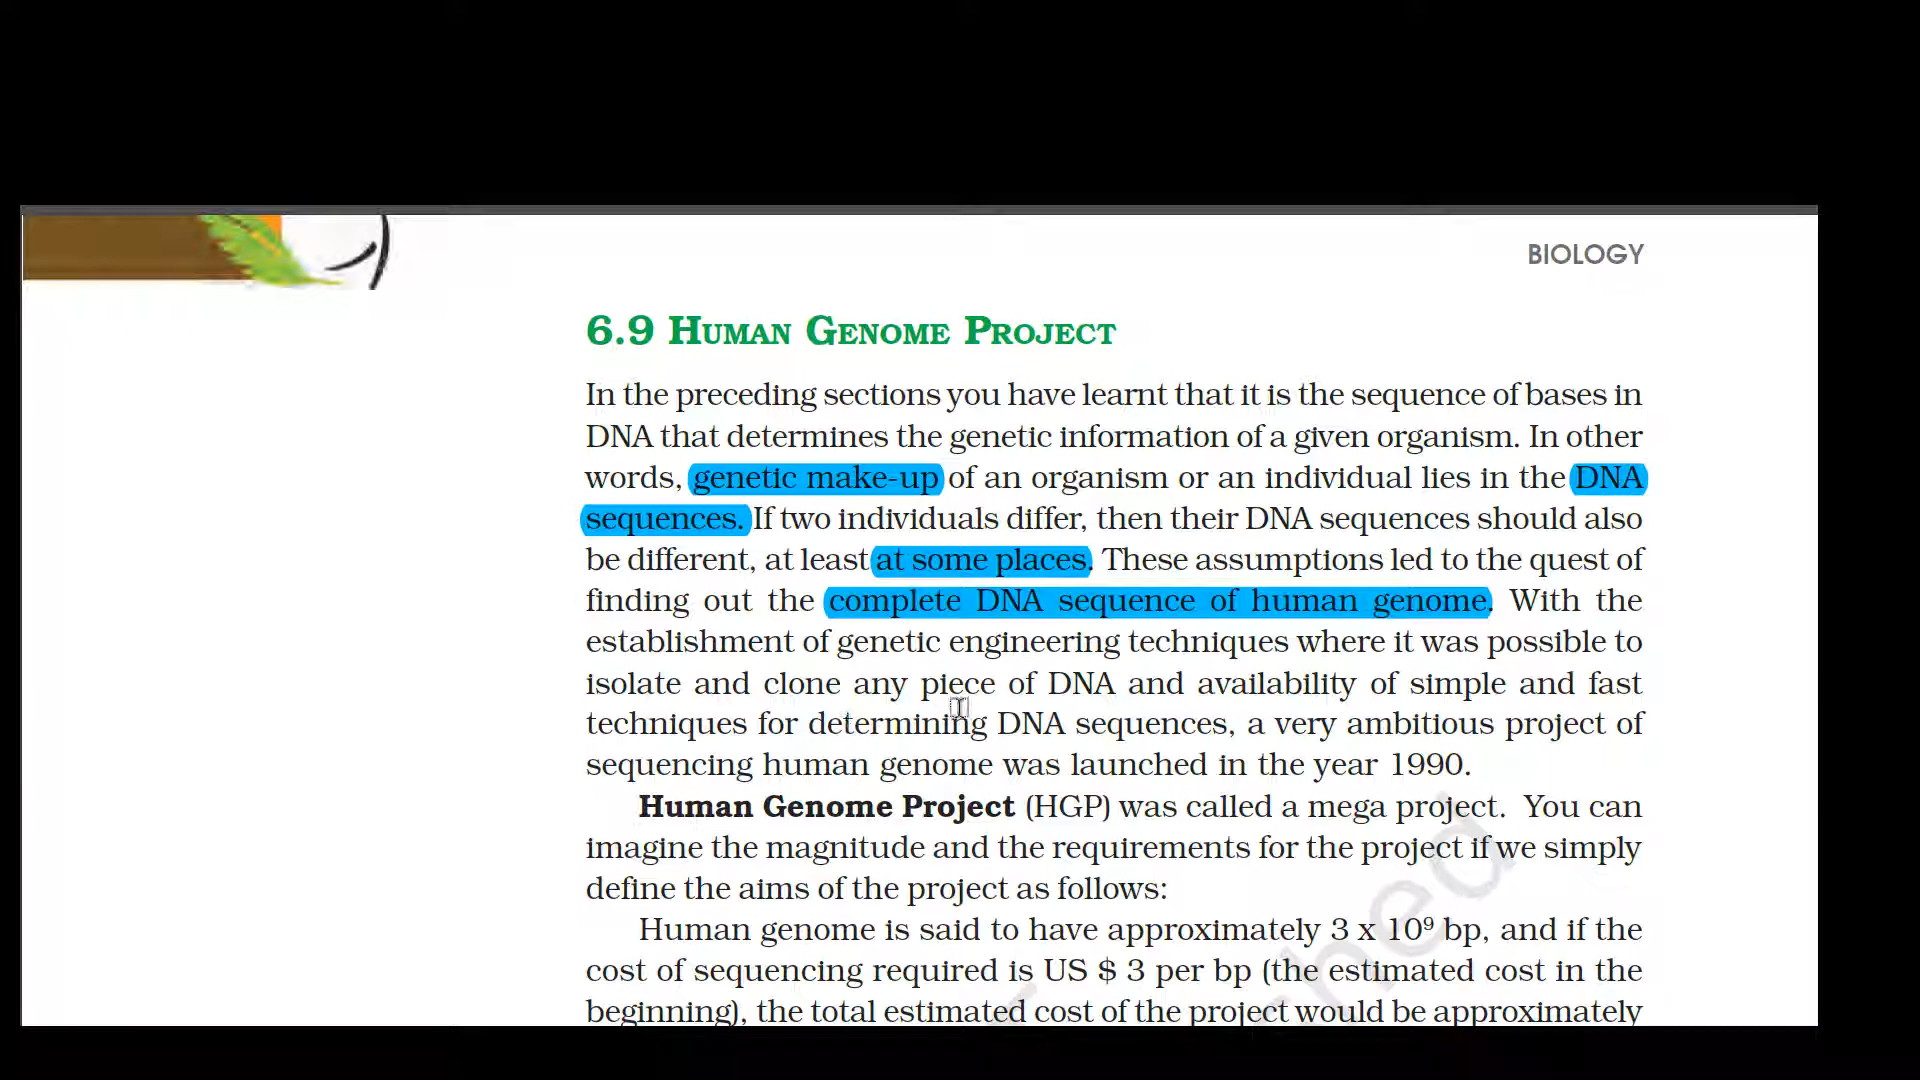 BIOLOGY
6.9 HUMAN GENOME PROJECT
In the preceding sections you have learnt that it is the sequence of bases in
DNA that determines the genetic information of a given organism. In other
words, genetic make-up of an organism or an individual lies in the DNA
sequences. If two individuals differ, then their DNA sequences should also
be different, at least at some places. These assumptions led to the quest of
finding out the complete DNA sequence of human genome. With the
establishment of genetic engineering techniques where it was possible to
isolate and clone any piece of DNA and availability of simple and fast
techniques for determining DNA sequences, a very ambitious project of
sequencing human genome was launched in the year 1990.
Human Genome Project (HGP) was called a mega project. You can
imagine the magnitude and the requirements for the project if we simply
define the aims of the project as follows:
Human genome is said to have approximately 3 x 10⁹ bp, and if the
cost of sequencing required is US $ 3 per bp (the estimated cost in the
beginning), the total estimated cost of the project would be approximately